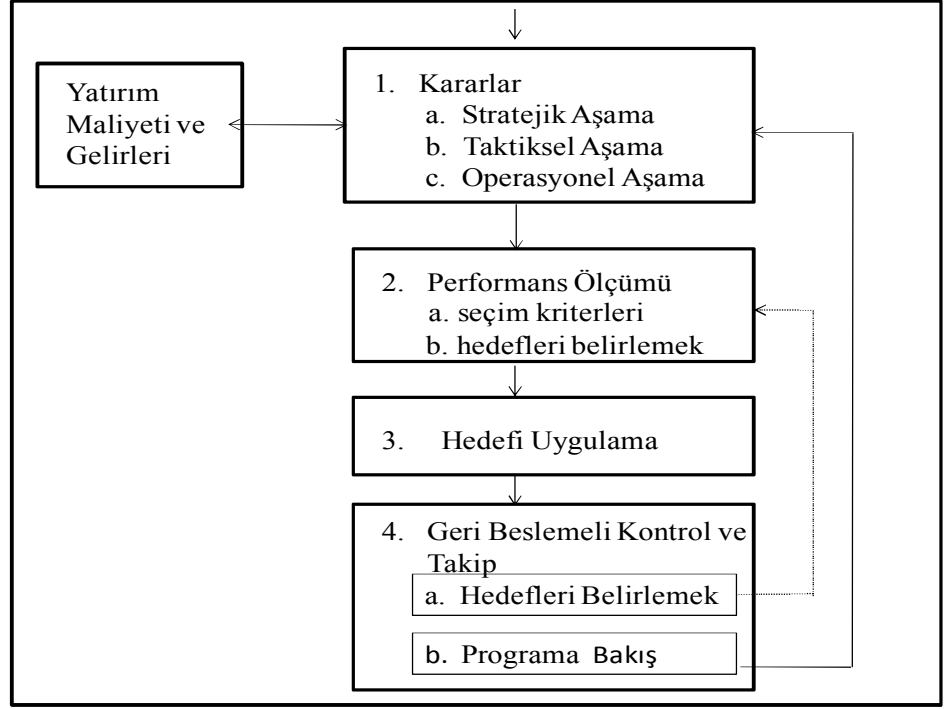 Yatırım
Maliyeti ve
Gelirleri
1. Kararlar
a. Stratejik Aşama
b. Taktiksel Aşama
c. Operasyonel Aşama
2. Performans Ölçümü
a. seçim kriterleri
b. hedefleri belirlemek
3. Hedefi Uygulama
4. Geri Beslemeli Kontrol ve
Takip
a. Hedefleri Belirlemek
b. Programa Bakış